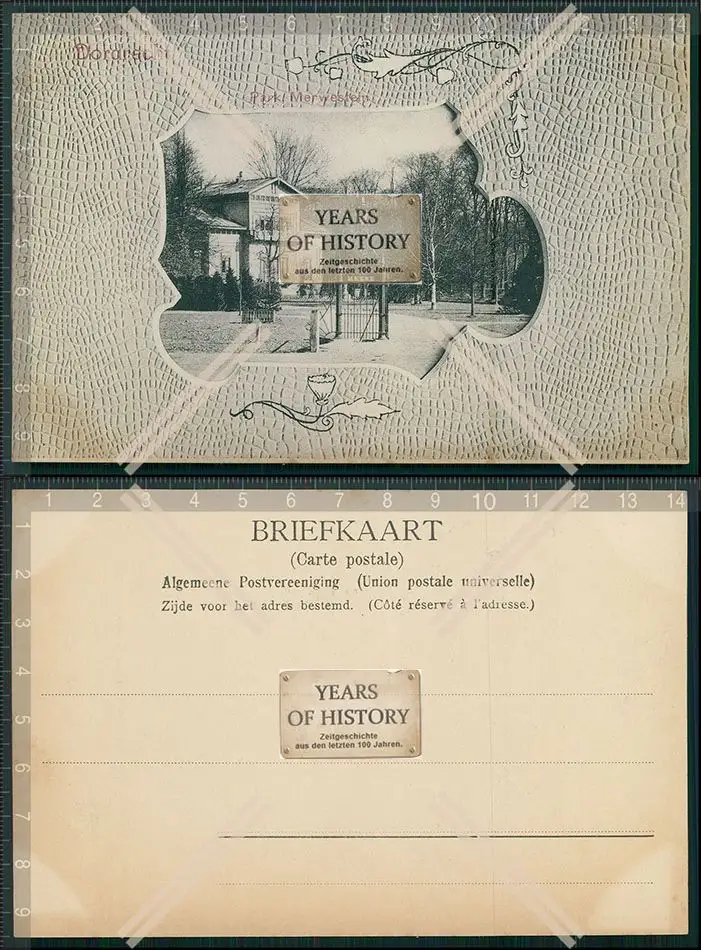 Dordrecht
Park Merwestein
YEARS
OF HISTORY
Zeitgeschichte
aus den letzten 100 Jahren.
BRIEFKAART
(Carte postale)
Algemeene Postvereeniging (Union postale universelle)
Zijde voor het adres bestemd. (Côté réservé à l'adresse.)
YEARS
OF HISTORY
Zeitgeschichte
aus den letzten 100 Jahren.